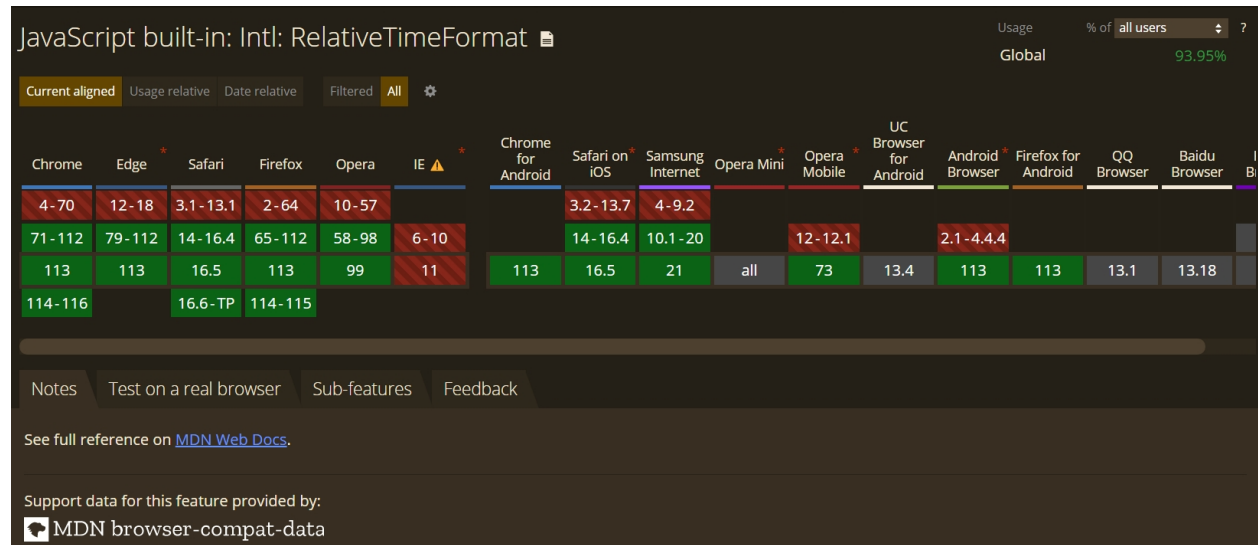 JavaScript built-in: Intl: RelativeTimeFormat
Usage % of all users ?
Global 93.95%
Current aligned Usage relative Date relative Filtered All
Chrome Edge * Safari Firefox Opera IE * Chrome for Android Safari on iOS * Samsung Internet Opera Mini * Opera Mobile * UC Browser for Android Android Browser * Firefox for Android QQ Browser Baidu Browser
4-70 12-18 3.1-13.1 2-64 10-57 3.2-13.7 4-9.2
71-112 79-112 14-16.4 65-112 58-98 6-10 14-16.4 10.1-20 12-12.1 2.1-4.4.4
113 113 16.5 113 99 11 113 16.5 21 all 73 13.4 113 113 13.1 13.18
114-116 16.6-TP 114-115
Notes Test on a real browser Sub-features Feedback
See full reference on MDN Web Docs.
Support data for this feature provided by:
MDN browser-compat-data